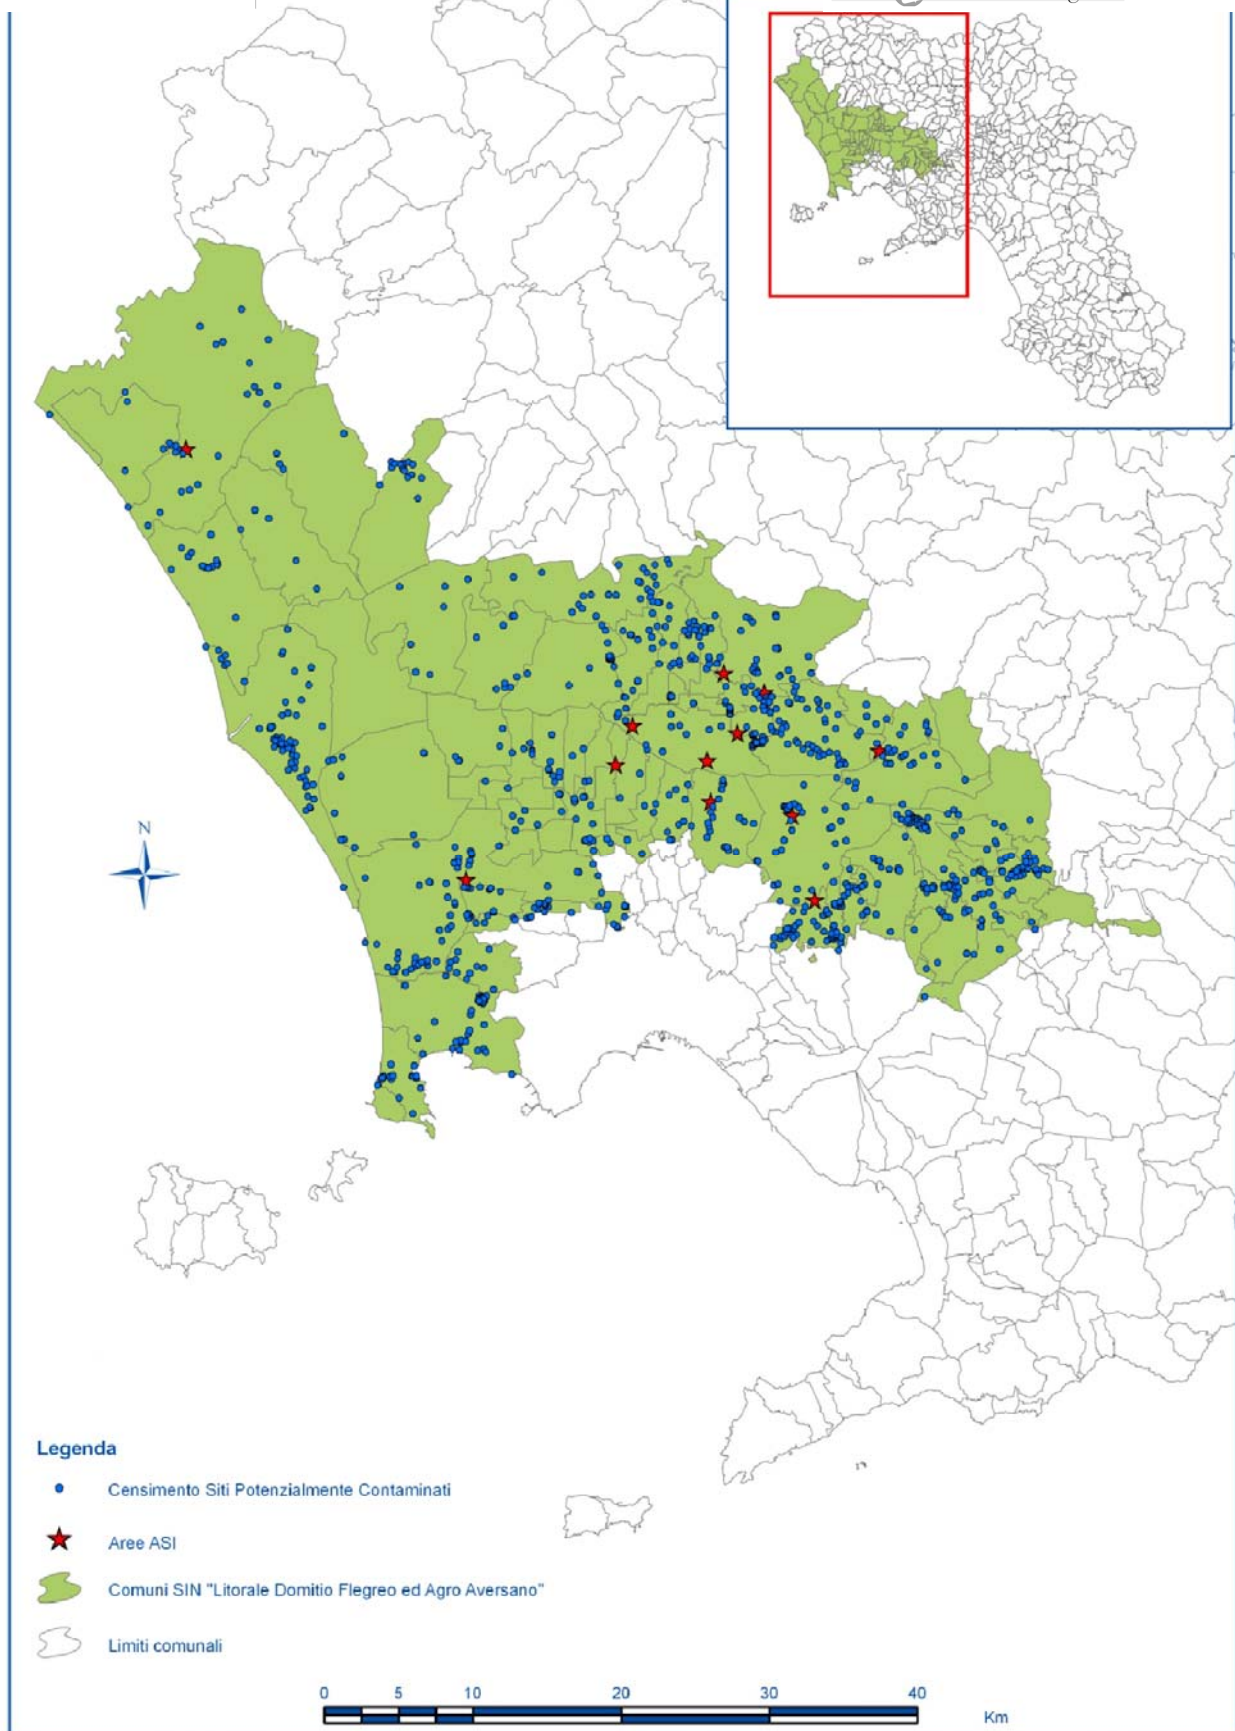 N
Legenda
Censimento Siti Potenzialmente Contaminati
Aree ASI
Comuni SIN "Litorale Domitio Flegreo ed Agro Aversano"
Limiti comunali
0 5 10 20 30 40
Km